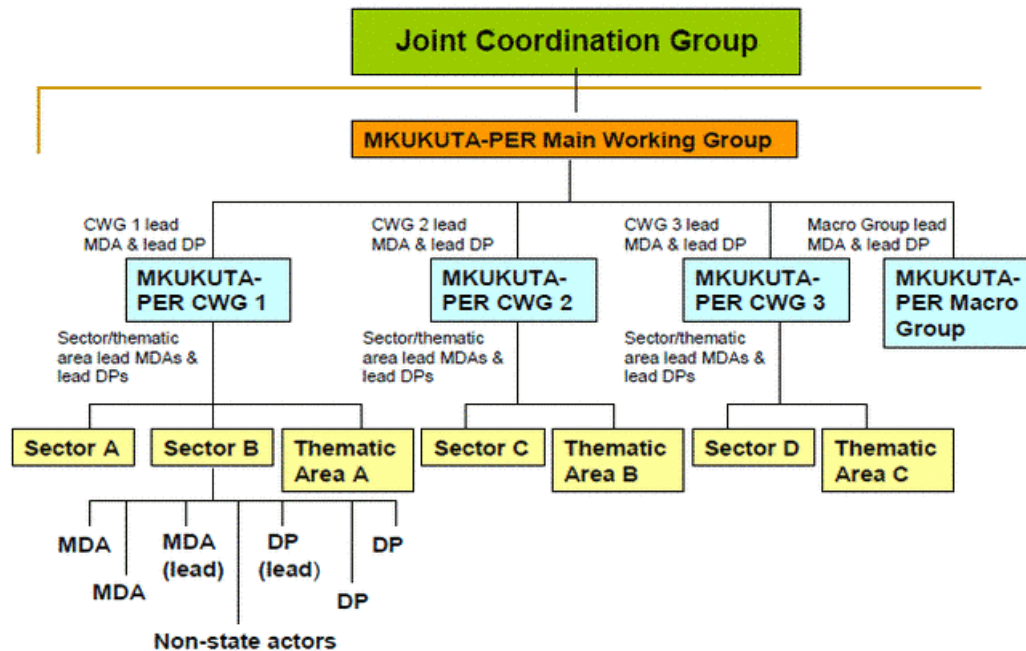 Joint Coordination Group
MKUKUTA-PER Main Working Group
CWG 1 lead
MDA & lead DP
CWG 2 lead
MDA & lead DP
CWG 3 lead
MDA & lead DP
Macro Group lead
MDA & lead DP
MKUKUTA-
PER CWG 1
MKUKUTA-
PER CWG 2
MKUKUTA-
PER CWG 3
MKUKUTA-
PER Macro
Group
Sector/thematic
area lead MDAs &
lead DPs
Sector/thematic
area lead MDAs &
lead DPs
Sector/thematic
area lead MDAs &
lead DPs
Sector A
Sector B
Thematic
Area A
Sector C
Thematic
Area B
Sector D
Thematic
Area C
MDA
MDA
MDA
(lead)
Non-state actors
DP
(lead)
DP
DP